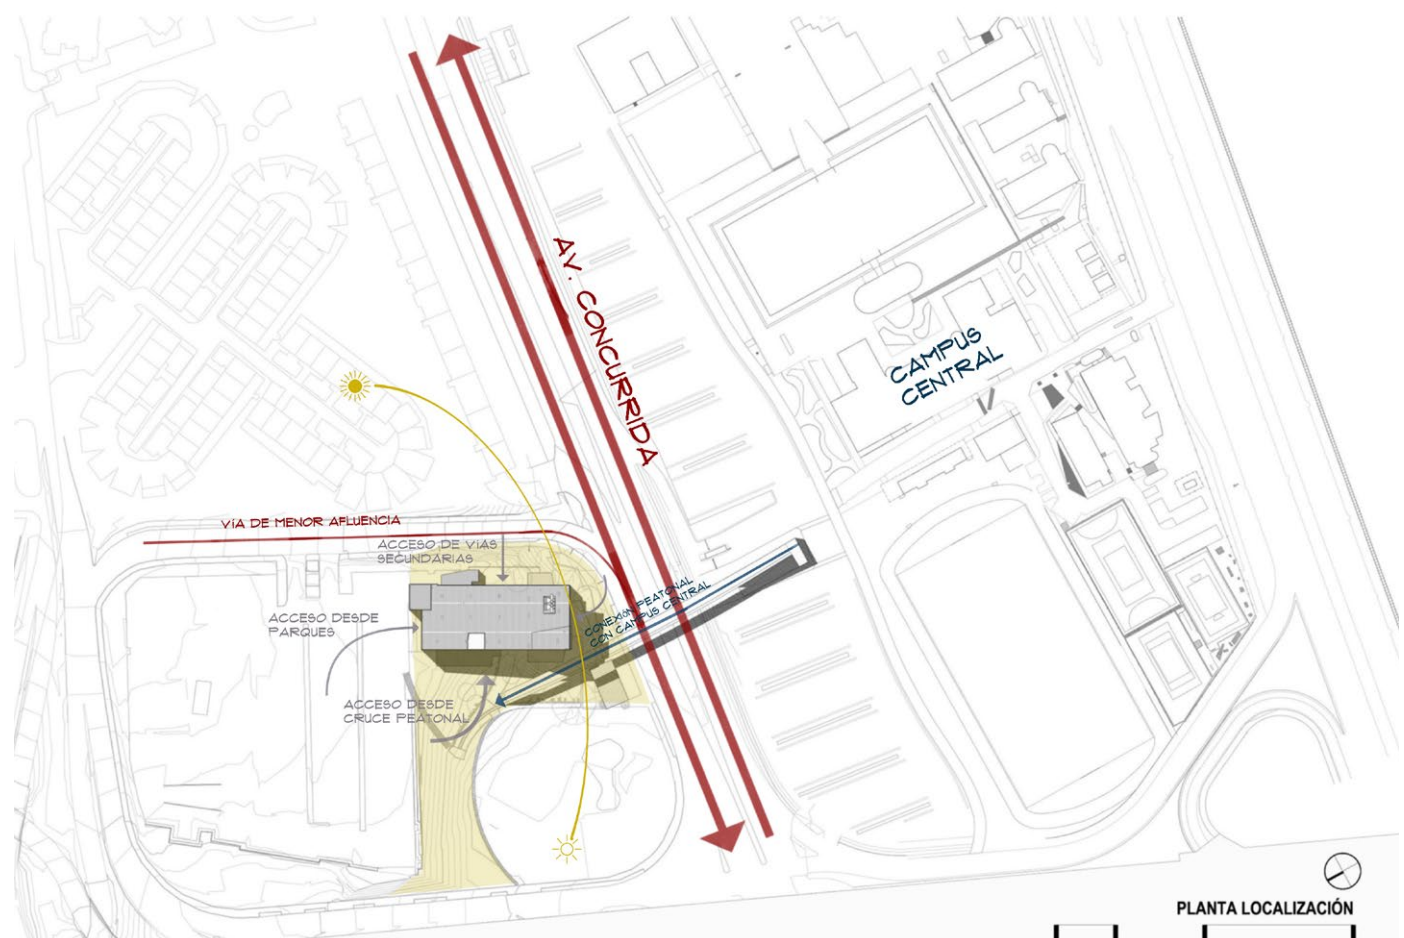 AV. CONCURRIDA
CAMPUS
CENTRAL
VÍA DE MENOR AFLUENCIA
ACCESO DE VÍAS
SECUNDARIAS
CONEXIÓN PEATONAL
CON CAMPUS CENTRAL
ACCESO DESDE
PARQUES
ACCESO DESDE
CRUCE PEATONAL
PLANTA LOCALIZACIÓN